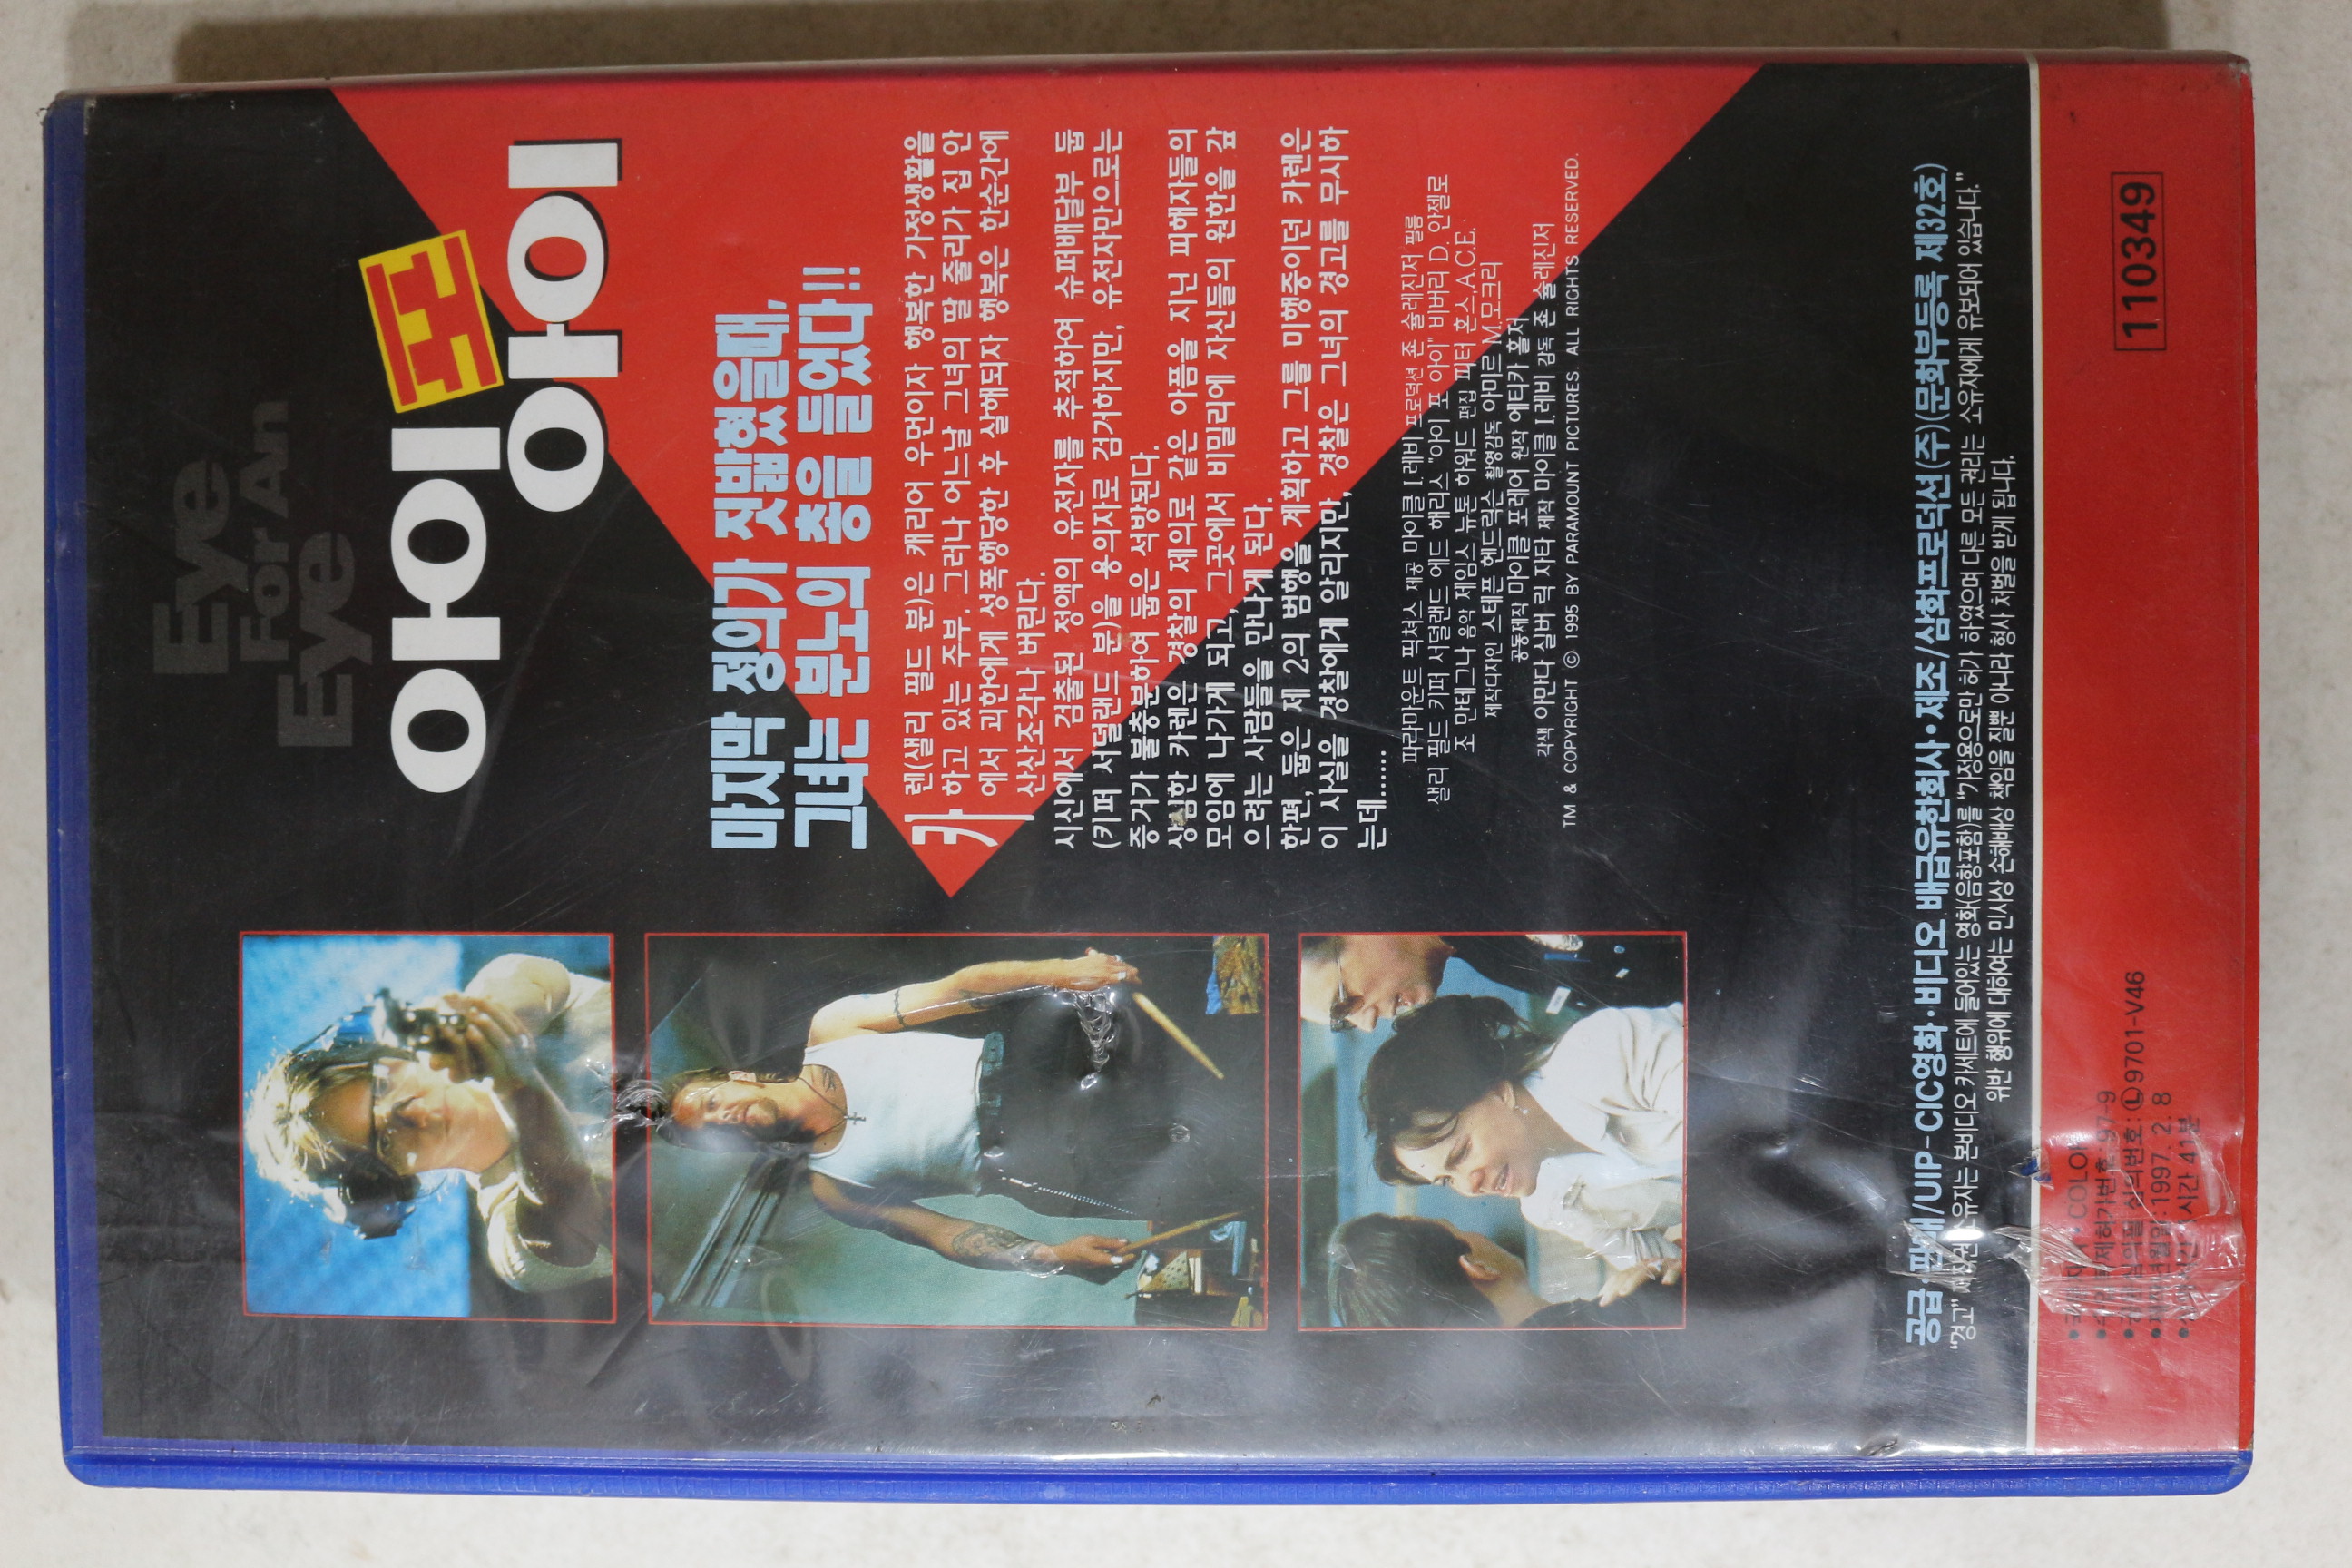 Eye
For An
Eye
아이 포
아이
마지막 정의가 짓밟혔을때,
그녀는 분노의 총을 들었다!!
카렌(샐리 필드 분)은 캐리어 우먼이자 행복한 가정생활을
하고 있는 주부. 그러나 어느날 그녀의 딸 줄리가 집 안
에서 괴한에게 성폭행당한 후 살해되자 행복은 한순간에
산산조각나 버린다.
시신에서 검출된 정액의 유전자를 추적하여 슈퍼배달부 둡
(키퍼 서덜랜드 분)을 용의자로 검거하지만, 유전자만으로는
증거가 불충분하여 둡은 석방된다.
상심한 카렌은 경찰의 제의로 같은 아픔을 지닌 피해자들의
모임에 나가게 되고, 그곳에서 비밀리에 자신들의 원한을 갚
으려는 사람들을 만나게 된다.
한편, 둡은 제 2의 범행을 계획하고 그를 미행중이던 카렌은
이 사실을 경찰에게 알리지만, 경찰은 그녀의 경고를 무시하
는데......
파라마운트 픽쳐스 제공 마이클 I.레비 프로덕션 죤 슐레진저 필름
샐리 필드 키퍼 서덜랜드 에드 해리스 "아이 포 아이" 비버리 D. 안젤로
조 만테그나 음악 제임스 뉴톤 하워드 편집 피터 혼스,A.C.E.
제작디자인 스테픈 헨드릭스 촬영감독 아미르 M.모크리
공동제작 마이클 포레어 원작 에티카 홀저
각색 아만다 실버 릭 자타 제작 마이클 I.레비 감독 죤 슐레진저
TM & COPYRIGHT © 1995 BY PARAMOUNT PICTURES. ALL RIGHTS RESERVED.
공급·판매/UIP-CIC영화·비디오 배급유한회사·제조/삼화프로덕션(주)(문화부등록 제32호)
"경고" 소유자는 본비디오 카세트에 들어있는 영화(음향포함)를 "가정용으로만 허가 하였으며 다른 모든 권리는 소유자에게 유보되어 있습니다."
위반 행위에 대하여는 민사상 손해배상 책임을 질뿐 아니라 형사 처벌을 받게 됩니다.
COLOR
97-9
심의번호:Ⓛ9701-V46
1997. 2. 8
시간 41분
110349